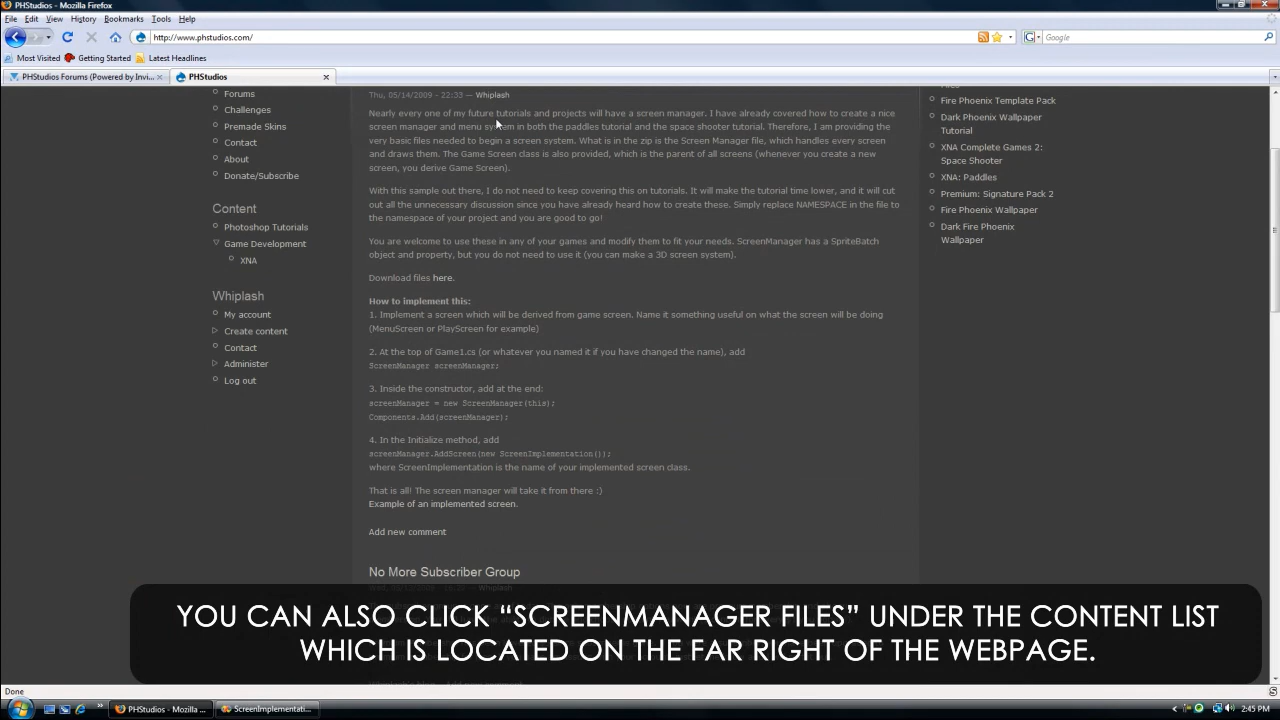 PHStudios - Mozilla Firefox
File Edit View History Bookmarks Tools Help
http://www.phstudios.com/
Google
Most Visited Getting Started Latest Headlines
PHStudios Forums (Powered by Invi...
PHStudios
Forums
Challenges
Premade Skins
Contact
About
Donate/Subscribe
Content
Photoshop Tutorials
Game Development
XNA
Whiplash
My account
Create content
Contact
Administer
Log out
Thu, 05/14/2009 - 22:33 — Whiplash
Nearly every one of my future tutorials and projects will have a screen manager. I have already covered how to create a nice
screen manager and menu system in both the paddles tutorial and the space shooter tutorial. Therefore, I am providing the
very basic files needed to begin a screen system. What is in the zip is the Screen Manager file, which handles every screen
and draws them. The Game Screen class is also provided, which is the parent of all screens (whenever you create a new
screen, you derive Game Screen).
With this sample out there, I do not need to keep covering this on tutorials. It will make the tutorial time lower, and it will cut
out all the unnecessary discussion since you have already heard how to create these. Simply replace NAMESPACE in the file to
the namespace of your project and you are good to go!
You are welcome to use these in any of your games and modify them to fit your needs. ScreenManager has a SpriteBatch
object and property, but you do not need to use it (you can make a 3D screen system).
Download files here.
How to implement this:
1. Implement a screen which will be derived from game screen. Name it something useful on what the screen will be doing
(MenuScreen or PlayScreen for example)
2. At the top of Game1.cs (or whatever you named it if you have changed the name), add
ScreenManager screenManager;
3. Inside the constructor, add at the end:
screenManager = new ScreenManager(this);
Components.Add(screenManager);
4. In the Initialize method, add
screenManager.AddScreen(new ScreenImplementation());
where ScreenImplementation is the name of your implemented screen class.
That is all! The screen manager will take it from there :)
Example of an implemented screen.
Add new comment
No More Subscriber Group
Whiplash
Files
Fire Phoenix Template Pack
Dark Phoenix Wallpaper
Tutorial
XNA Complete Games 2:
Space Shooter
XNA: Paddles
Premium: Signature Pack 2
Fire Phoenix Wallpaper
Dark Fire Phoenix
Wallpaper
YOU CAN ALSO CLICK “SCREENMANAGER FILES” UNDER THE CONTENT LIST
WHICH IS LOCATED ON THE FAR RIGHT OF THE WEBPAGE.
Done
PHStudios - Mozilla ...
ScreenImplementati...
2:45 PM